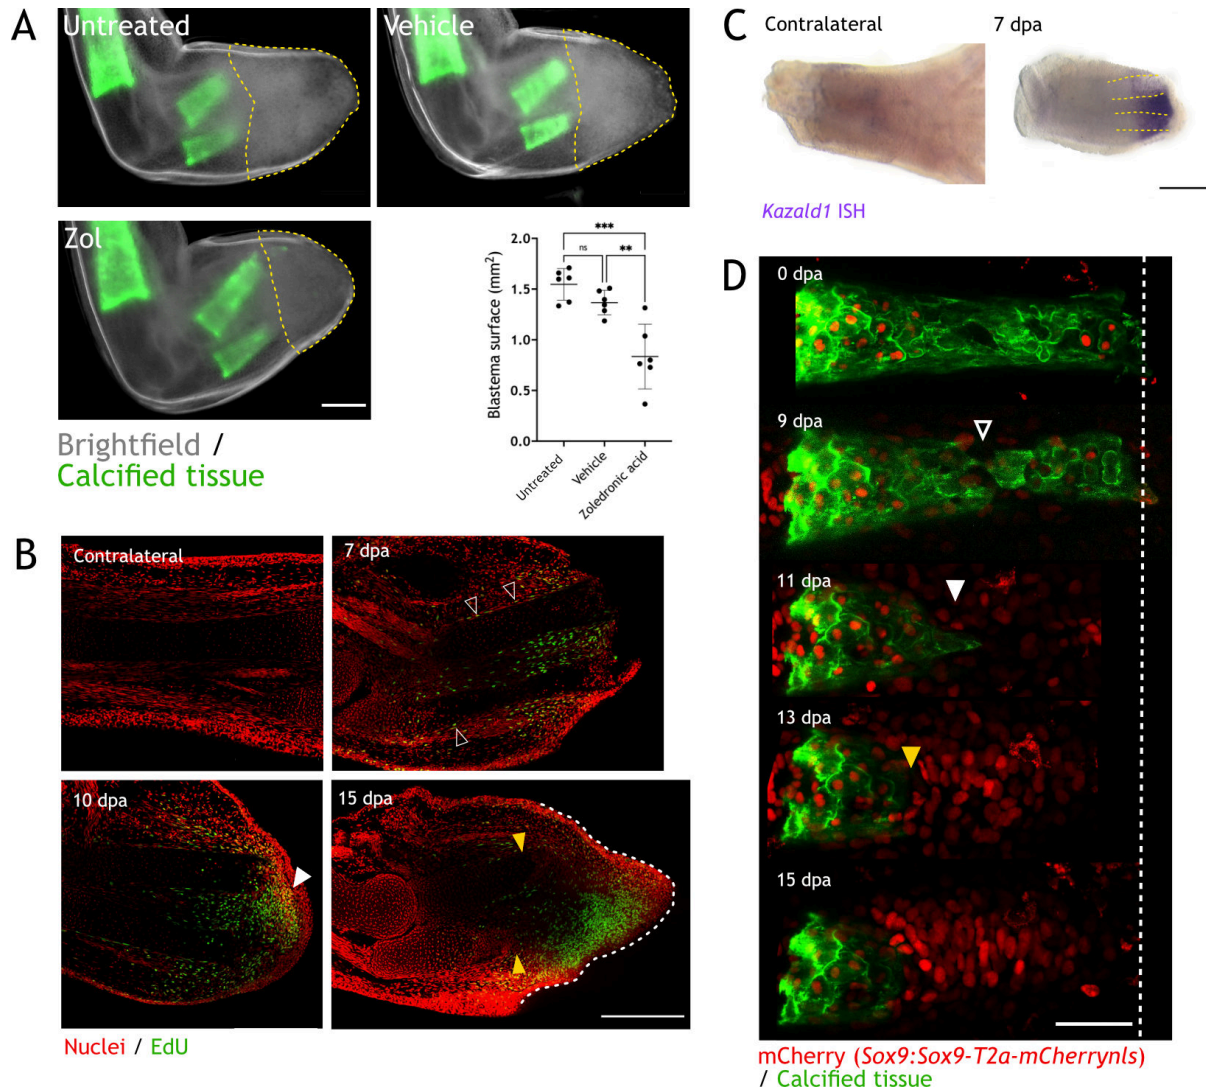 A
Untreated
Vehicle
Zol
Brightfield /
Calcified tissue
Blastema surface (mm²)
2.0
1.5
1.0
0.5
0.0
***
ns
**
Untreated
Vehicle
Zoledronic acid
B
Contralateral
7 dpa
10 dpa
15 dpa
Nuclei / EdU
C
Contralateral
7 dpa
Kazald1 ISH
D
0 dpa
9 dpa
11 dpa
13 dpa
15 dpa
mCherry (Sox9:Sox9-T2a-mCherrynls)
/ Calcified tissue